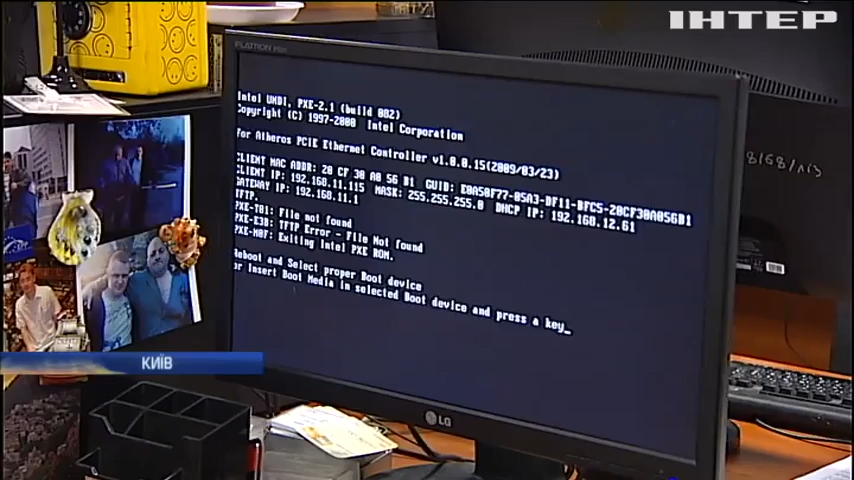 ІНТЕР
FLATRON
Intel UNDI, PXE-2.1 (build 082)
Copyright (C) 1997-2000 Intel Corporation
For Atheros PCIE Ethernet Controller v1.0.0.15(2009/03/23)
CLIENT MAC ADDR: 20 CF 30 A0 56 B1 GUID: E0A50F77-05A3-DF11-BFC5-20CF30A056B1
CLIENT IP: 192.168.11.115 MASK: 255.255.255.0 DHCP IP: 192.168.12.61
GATEWAY IP: 192.168.11.1
TFTP.
PXE-T01: File not found
PXE-E3B: TFTP Error - File Not found
PXE-M0F: Exiting Intel PXE ROM.
Reboot and Select proper Boot device
or Insert Boot Media in selected Boot device and press a key_
КИЇВ
LG